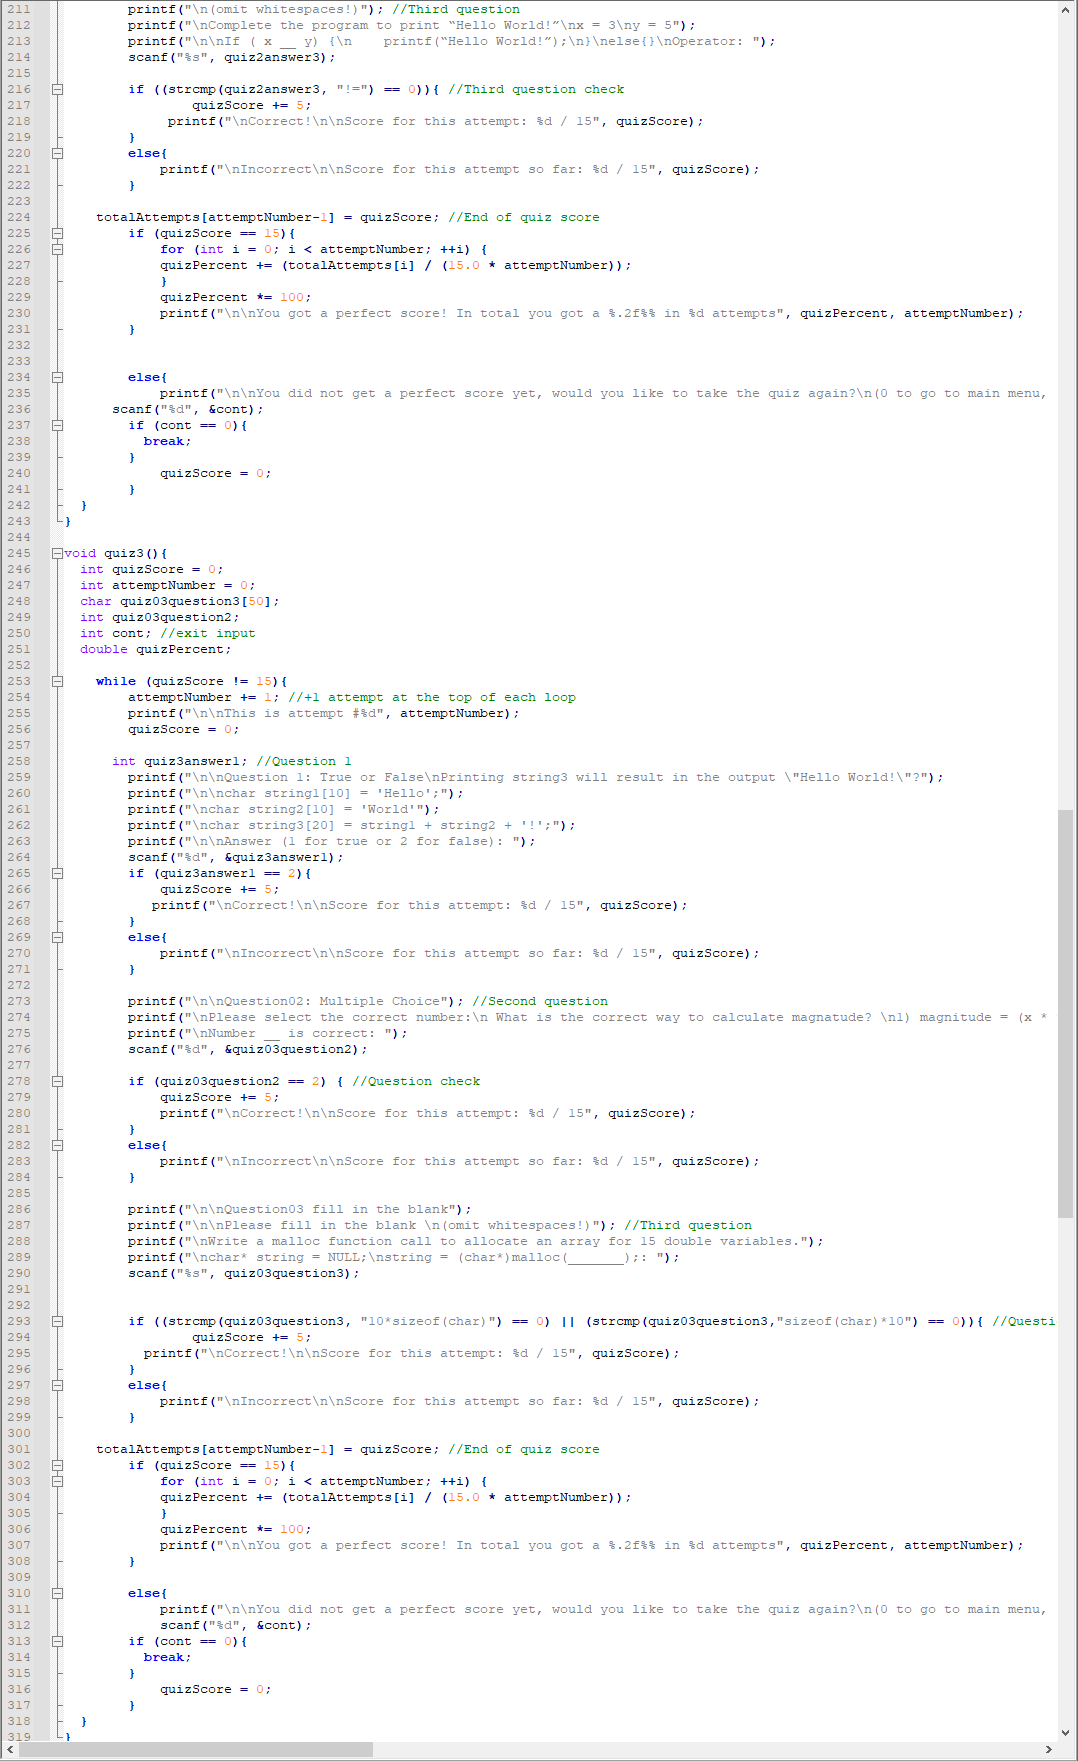 211 printf("\n(omit whitespaces!)"); //Third question
212 printf("\nComplete the program to print “Hello World!”\nx = 3\ny = 5");
213 printf("\n\nIf ( x __ y) {\n    printf(“Hello World!”);\n}\nelse{}\nOperator: ");
214 scanf("%s", quiz2answer3);
215
216 if ((strcmp(quiz2answer3, "!=") == 0)){ //Third question check
217 quizScore += 5;
218 printf("\nCorrect!\n\nScore for this attempt: %d / 15", quizScore);
219 }
220 else{
221 printf("\nIncorrect\n\nScore for this attempt so far: %d / 15", quizScore);
222 }
223
224 totalAttempts[attemptNumber-1] = quizScore; //End of quiz score
225 if (quizScore == 15){
226 for (int i = 0; i < attemptNumber; ++i) {
227 quizPercent += (totalAttempts[i] / (15.0 * attemptNumber));
228 }
229 quizPercent *= 100;
230 printf("\n\nYou got a perfect score! In total you got a %.2f%% in %d attempts", quizPercent, attemptNumber);
231 }
232
233
234 else{
235 printf("\n\nYou did not get a perfect score yet, would you like to take the quiz again?\n(0 to go to main menu,
236 scanf("%d", &cont);
237 if (cont == 0){
238 break;
239 }
240 quizScore = 0;
241 }
242 }
243 }
244
245 void quiz3(){
246 int quizScore = 0;
247 int attemptNumber = 0;
248 char quiz03question3[50];
249 int quiz03question2;
250 int cont; //exit input
251 double quizPercent;
252
253 while (quizScore != 15){
254 attemptNumber += 1; //+1 attempt at the top of each loop
255 printf("\n\nThis is attempt #%d", attemptNumber);
256 quizScore = 0;
257
258 int quiz3answer1; //Question 1
259 printf("\n\nQuestion 1: True or False\nPrinting string3 will result in the output \"Hello World!\"?");
260 printf("\n\nchar string1[10] = 'Hello';");
261 printf("\nchar string2[10] = 'World'");
262 printf("\nchar string3[20] = string1 + string2 + '!';");
263 printf("\n\nAnswer (1 for true or 2 for false): ");
264 scanf("%d", &quiz3answer1);
265 if (quiz3answer1 == 2){
266 quizScore += 5;
267 printf("\nCorrect!\n\nScore for this attempt: %d / 15", quizScore);
268 }
269 else{
270 printf("\nIncorrect\n\nScore for this attempt so far: %d / 15", quizScore);
271 }
272
273 printf("\n\nQuestion02: Multiple Choice"); //Second question
274 printf("\nPlease select the correct number:\n What is the correct way to calculate magnatude? \n1) magnitude = (x *
275 printf("\nNumber __ is correct: ");
276 scanf("%d", &quiz03question2);
277
278 if (quiz03question2 == 2) { //Question check
279 quizScore += 5;
280 printf("\nCorrect!\n\nScore for this attempt: %d / 15", quizScore);
281 }
282 else{
283 printf("\nIncorrect\n\nScore for this attempt so far: %d / 15", quizScore);
284 }
285
286 printf("\n\nQuestion03 fill in the blank");
287 printf("\n\nPlease fill in the blank \n(omit whitespaces!)"); //Third question
288 printf("\nWrite a malloc function call to allocate an array for 15 double variables.");
289 printf("\nchar* string = NULL;\nstring = (char*)malloc(_______);: ");
290 scanf("%s", quiz03question3);
291
292
293 if ((strcmp(quiz03question3, "10*sizeof(char)") == 0) || (strcmp(quiz03question3,"sizeof(char)*10") == 0)){ //Questi
294 quizScore += 5;
295 printf("\nCorrect!\n\nScore for this attempt: %d / 15", quizScore);
296 }
297 else{
298 printf("\nIncorrect\n\nScore for this attempt so far: %d / 15", quizScore);
299 }
300
301 totalAttempts[attemptNumber-1] = quizScore; //End of quiz score
302 if (quizScore == 15){
303 for (int i = 0; i < attemptNumber; ++i) {
304 quizPercent += (totalAttempts[i] / (15.0 * attemptNumber));
305 }
306 quizPercent *= 100;
307 printf("\n\nYou got a perfect score! In total you got a %.2f%% in %d attempts", quizPercent, attemptNumber);
308 }
309
310 else{
311 printf("\n\nYou did not get a perfect score yet, would you like to take the quiz again?\n(0 to go to main menu,
312 scanf("%d", &cont);
313 if (cont == 0){
314 break;
315 }
316 quizScore = 0;
317 }
318 }
319 }